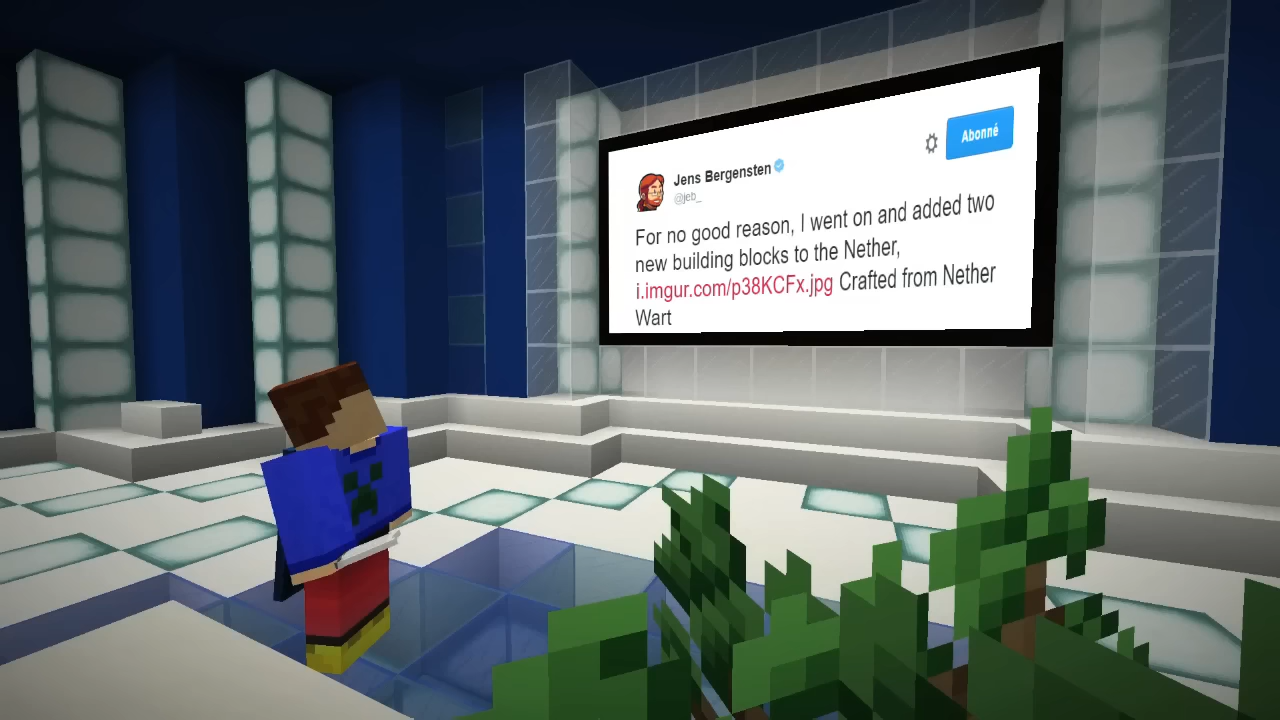 Abonné
Jens Bergensten
@jeb_
For no good reason, I went on and added two
new building blocks to the Nether,
i.imgur.com/p38KCFx.jpg Crafted from Nether
Wart